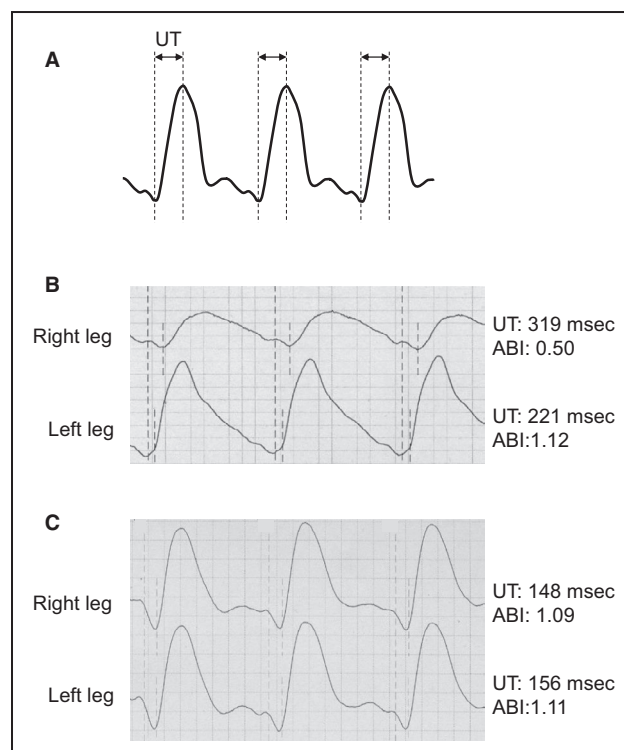 A
UT
B
Right leg
UT: 319 msec
ABI: 0.50
Left leg
UT: 221 msec
ABI:1.12
C
Right leg
UT: 148 msec
ABI: 1.09
Left leg
UT: 156 msec
ABI:1.11